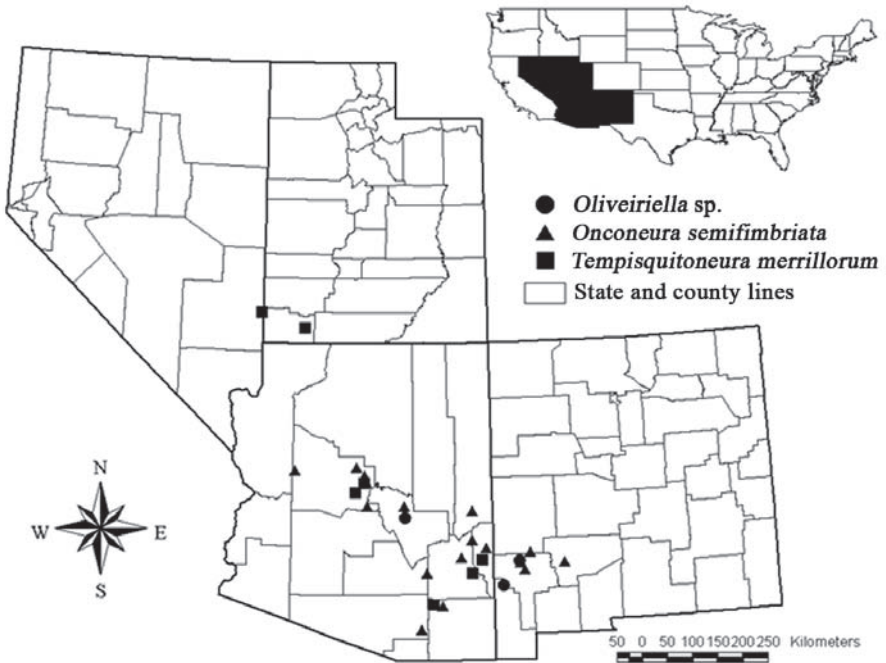 Oliveiriella sp.
Onconeura semifimbriata
Tempisquitoneura merrillorum
State and county lines
N
W E
S
50 0 50 100 150 200 250 Kilometers